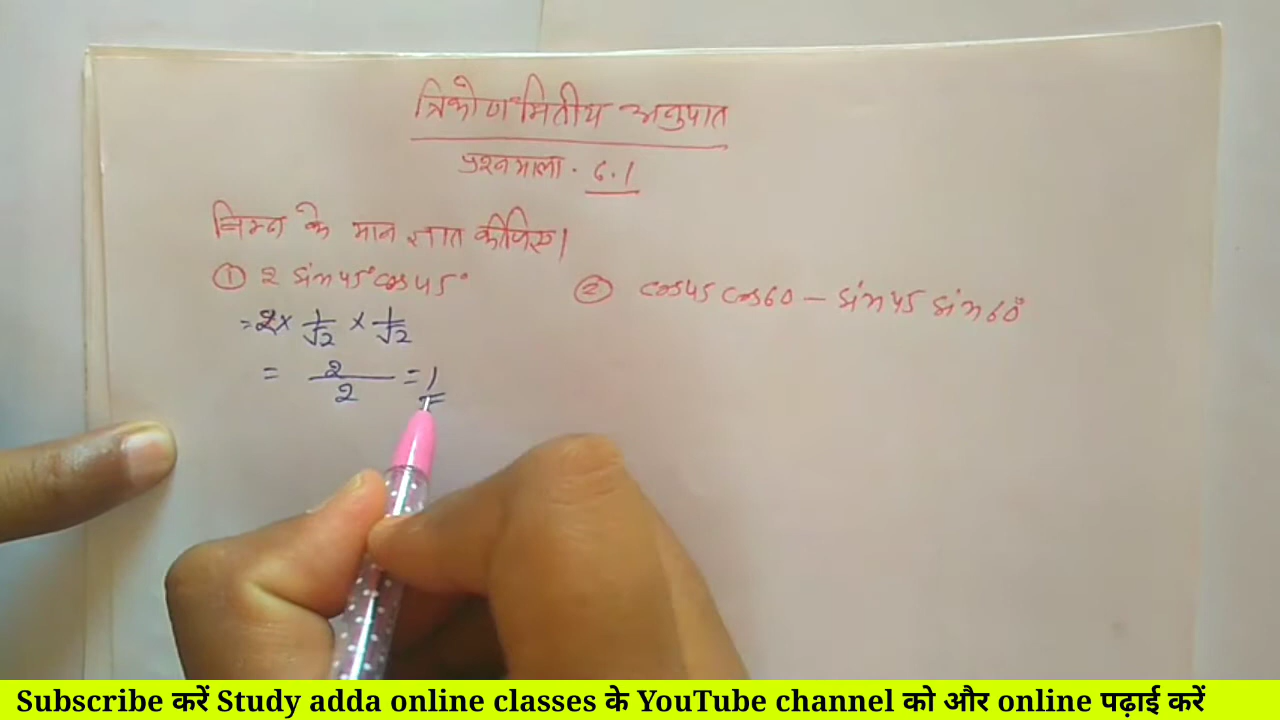 त्रिकोणमितीय अनुपात
प्रश्नमाला · 6.1
निम्न के मान ज्ञात कीजिए।
① 2 sin45° cos45°
② cos45 cos60 – sin45 sin60°
= 2 × 1/√2 × 1/√2
= 2/2 = 1
Subscribe करें Study adda online classes के YouTube channel को और online पढ़ाई करें